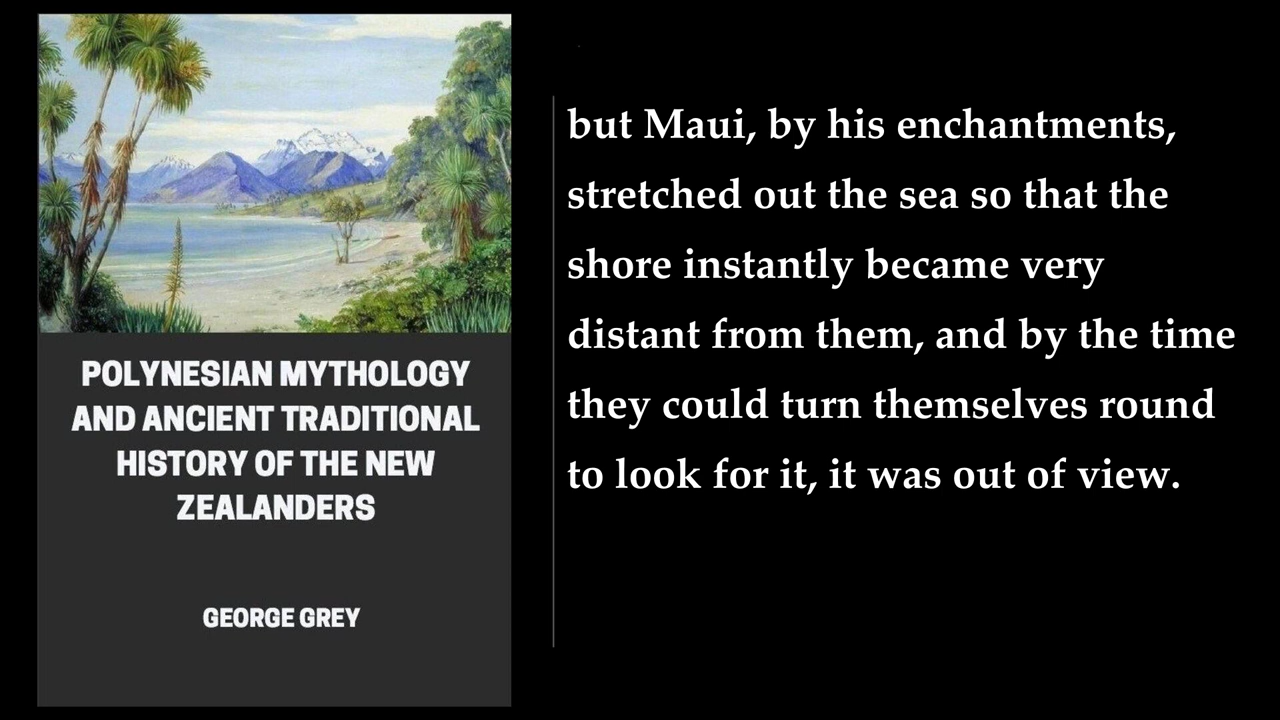 POLYNESIAN MYTHOLOGY
AND ANCIENT TRADITIONAL
HISTORY OF THE NEW
ZEALANDERS
GEORGE GREY
but Maui, by his enchantments,
stretched out the sea so that the
shore instantly became very
distant from them, and by the time
they could turn themselves round
to look for it, it was out of view.